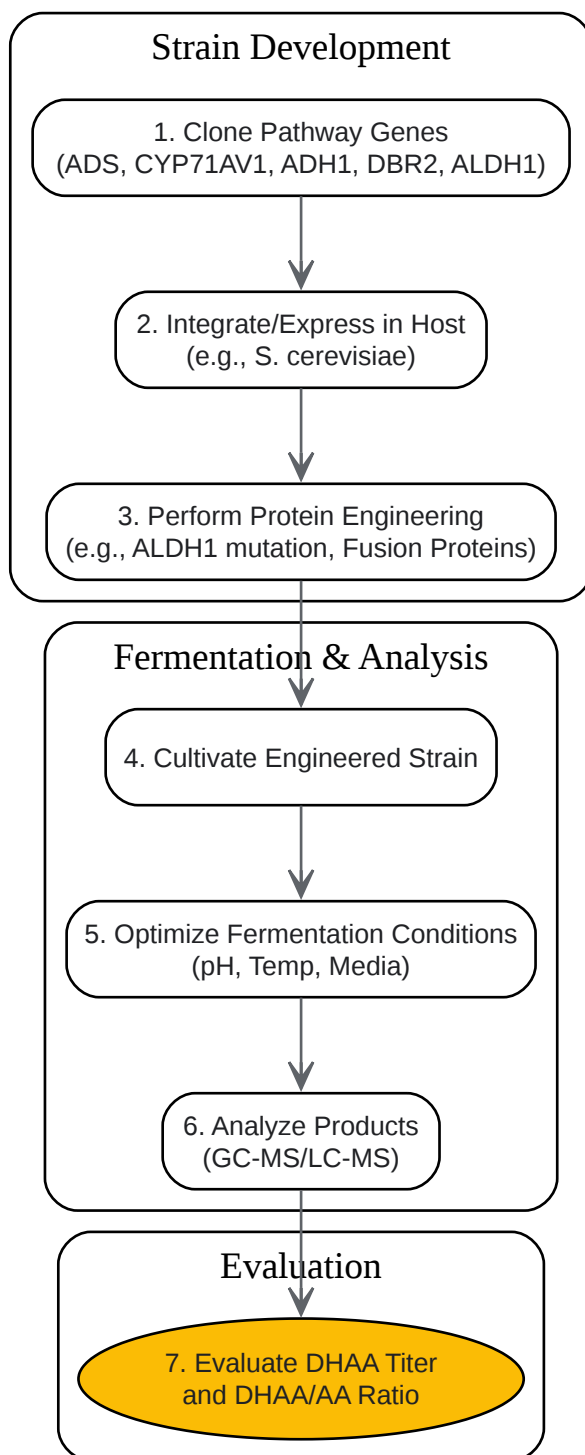 Strain Development
1. Clone Pathway Genes
(ADS, CYP71AV1, ADH1, DBR2, ALDH1)
2. Integrate/Express in Host
(e.g., S. cerevisiae)
3. Perform Protein Engineering
(e.g., ALDH1 mutation, Fusion Proteins)
Fermentation & Analysis
4. Cultivate Engineered Strain
5. Optimize Fermentation Conditions
(pH, Temp, Media)
6. Analyze Products
(GC-MS/LC-MS)
Evaluation
7. Evaluate DHAA Titer
and DHAA/AA Ratio